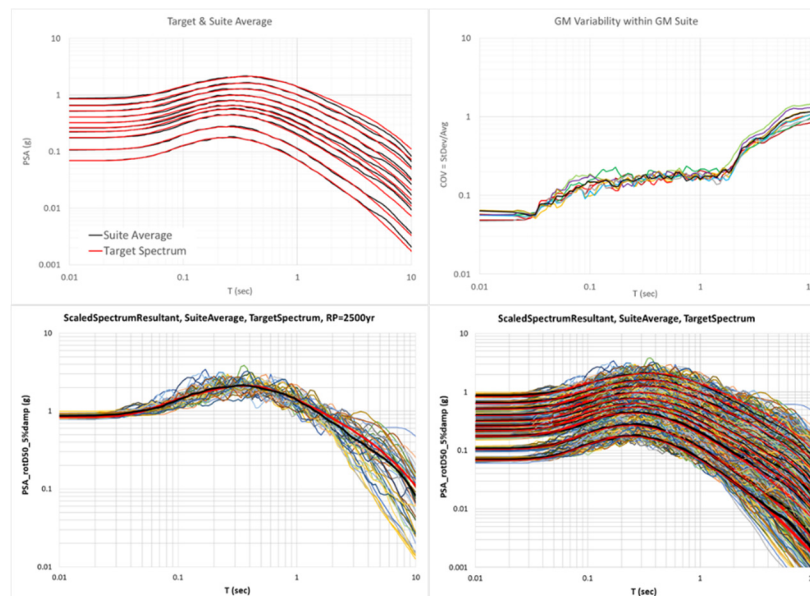 Target & Suite Average
10
1
0.1
0.01
0.001
PSA (g)
Suite Average
Target Spectrum
0.01
0.1
1
10
T (sec)
GM Variability within GM Suite
10
1
0.1
0.01
COV = StDev/Avg
0.01
0.1
1
10
T (sec)
ScaledSpectrumResultant, SuiteAverage, TargetSpectrum, RP=2500yr
10
1
0.1
0.01
PSA_rotD50_5%damp (g)
0.01
0.1
1
10
T (sec)
ScaledSpectrumResultant, SuiteAverage, TargetSpectrum
10
1
0.1
0.01
0.001
PSA_rotD50_5%damp (g)
0.01
0.1
1
T (sec)